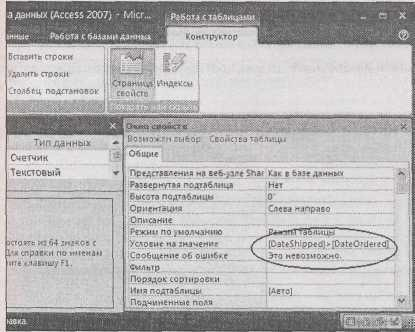 а данных (Access 2007) - Mic... Работа с таблицами
нные Работа с базами данных Конструктор
Вставить строки
Удалить строки
Столбец подстановок
Страница свойств Индексы
Показать или скрыть
Окно свойств
Возможен выбор: Свойства таблицы
Общие
Тип данных
Счетчик
Текстовый
Представления на веб-узле Shar Как в базе данных
Развернутая подтаблица Нет
Высота подтаблицы 0"
Ориентация Слева направо
Описание
Режим по умолчанию Режим таблицы
Условие на значение [DateShipped]>[DateOrdered]
Сообщение об ошибке Это невозможно.
Фильтр
Порядок сортировки
Имя подтаблицы [Авто]
Подчиненные поля
остоять из 64 знаков с
Для справки по именам
ите клавишу F1.
равка.